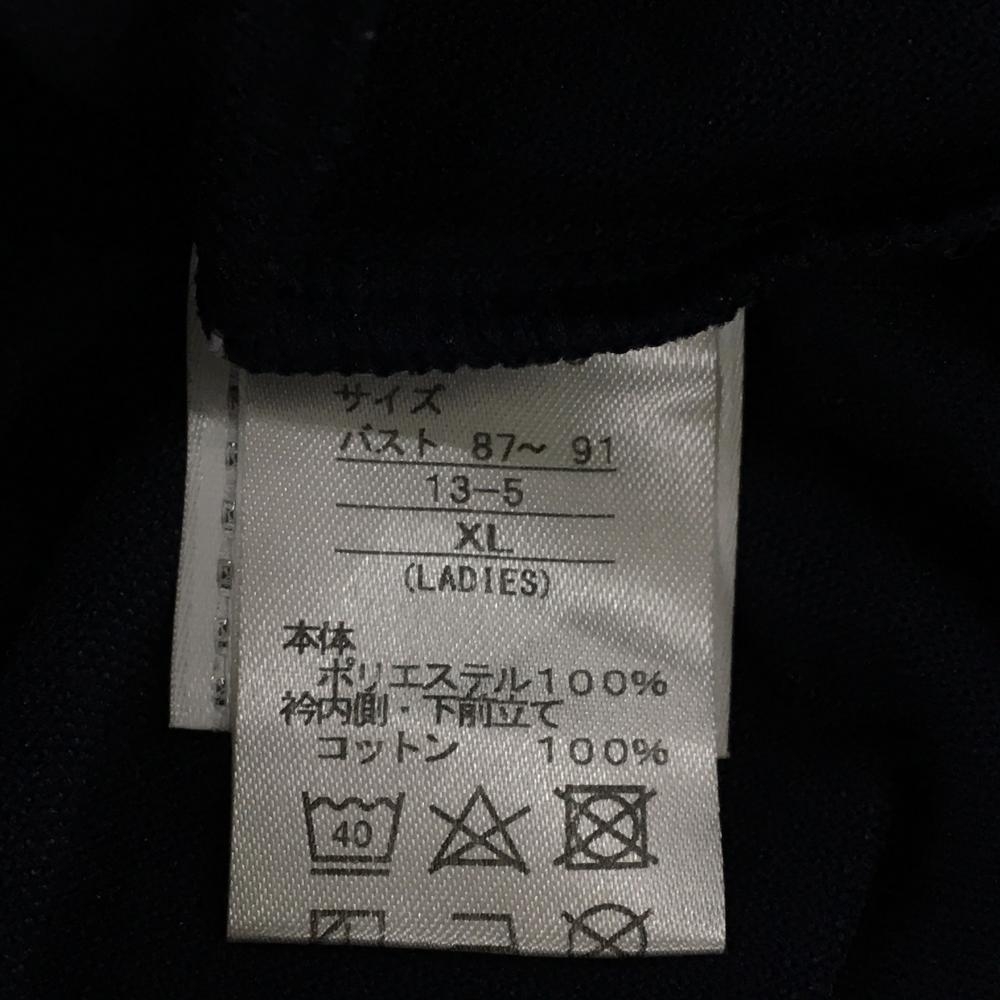 サイズ
バスト 87〜 91
13-5
XL
(LADIES)
本体
ポリエステル100%
衿内側・下前立て
コットン 100%
40